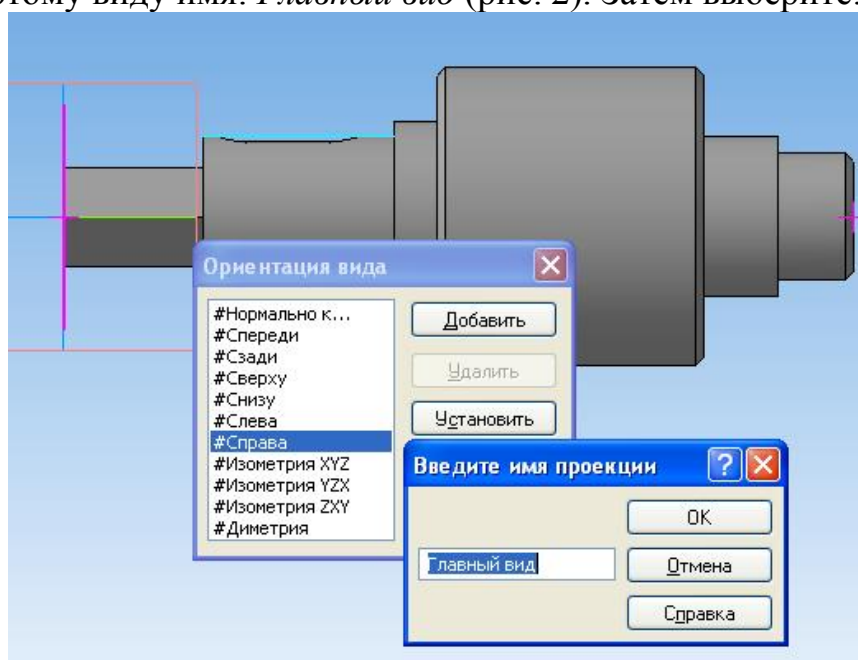 этому виду имя: Главный вид (рис. 2). Затем выберите
Ориентация вида
#Нормально к...
#Спереди
#Сзади
#Сверху
#Снизу
#Слева
#Справа
#Изометрия XYZ
#Изометрия YZX
#Изометрия ZXY
#Диметрия
Добавить
Удалить
Установить
Введите имя проекции
Главный вид
OK
Отмена
Справка